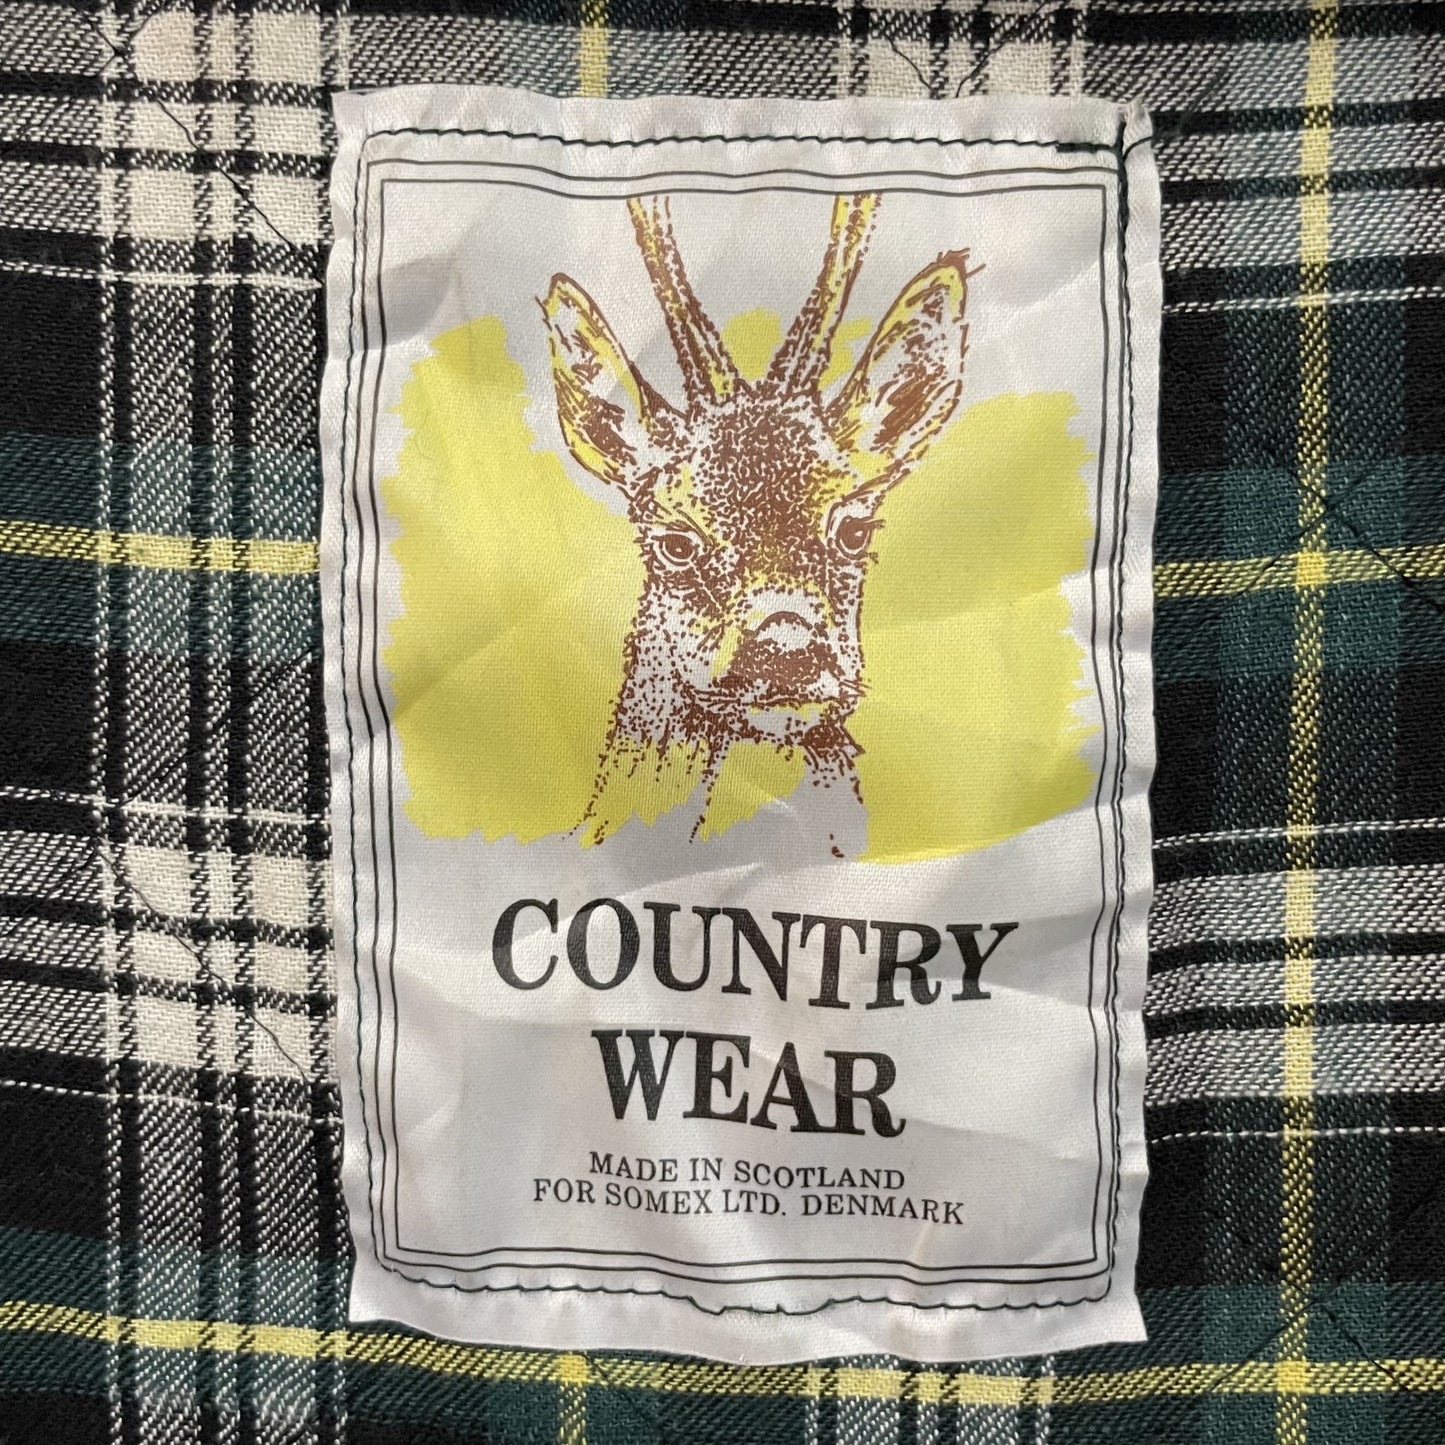 COUNTRY
WEAR
MADE IN SCOTLAND
FOR SOMEX LTD. DENMARK